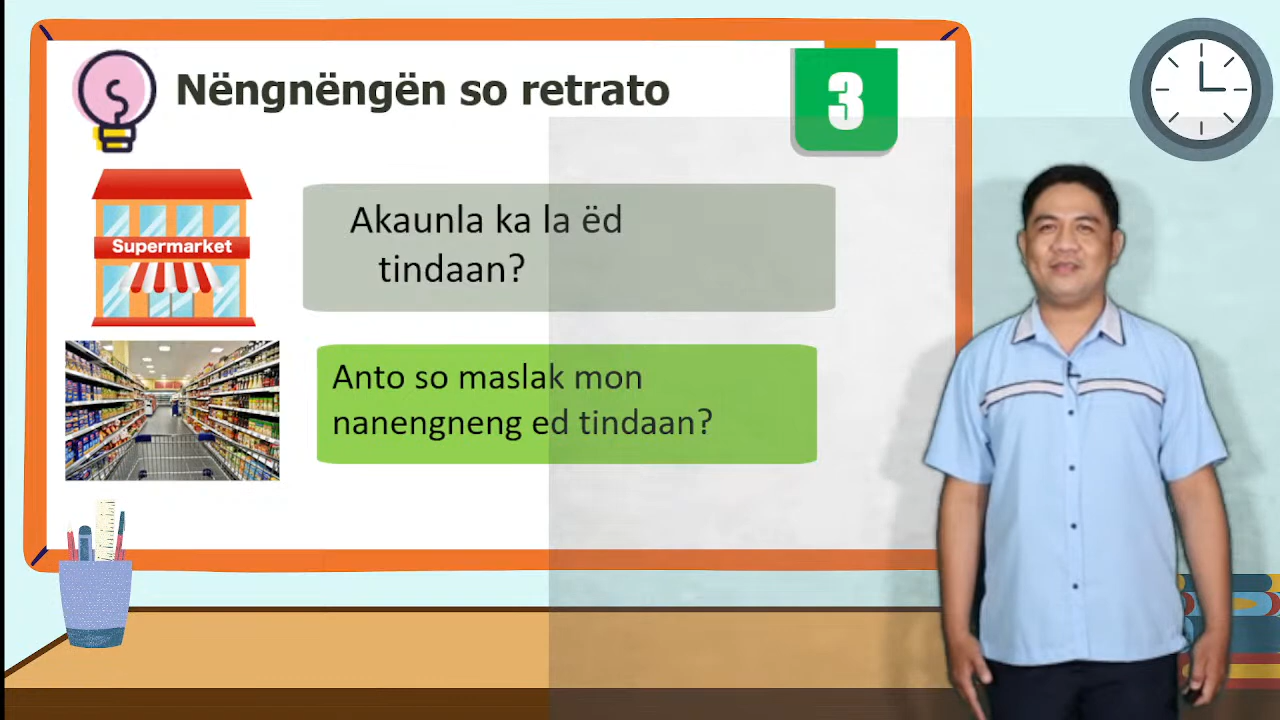 Nëngnëngën so retrato
3
Supermarket
Akaunla ka la ëd
tindaan?
Anto so maslak mon
nanengneng ed tindaan?